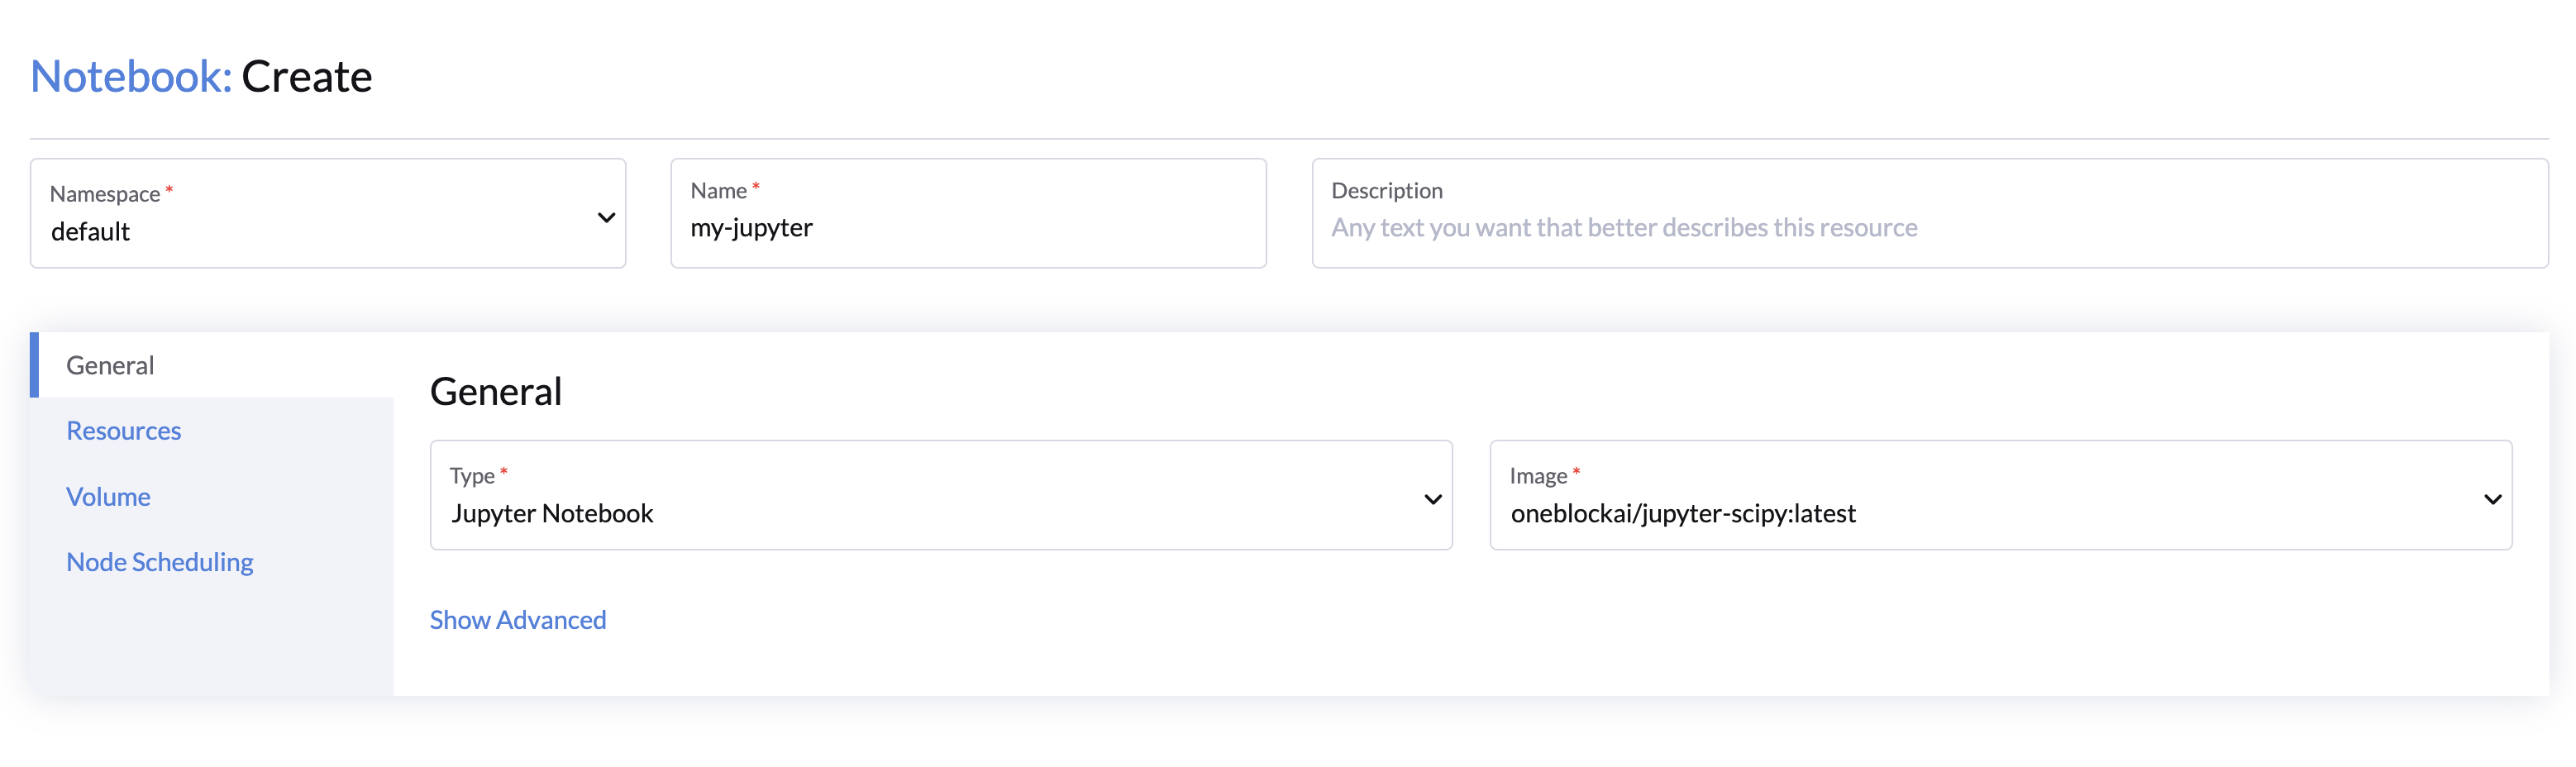 Notebook: Create
Namespace *
default
Name *
my-jupyter
Description
Any text you want that better describes this resource
General
Resources
Volume
Node Scheduling
General
Type *
Jupyter Notebook
Image *
oneblockai/jupyter-scipy:latest
Show Advanced